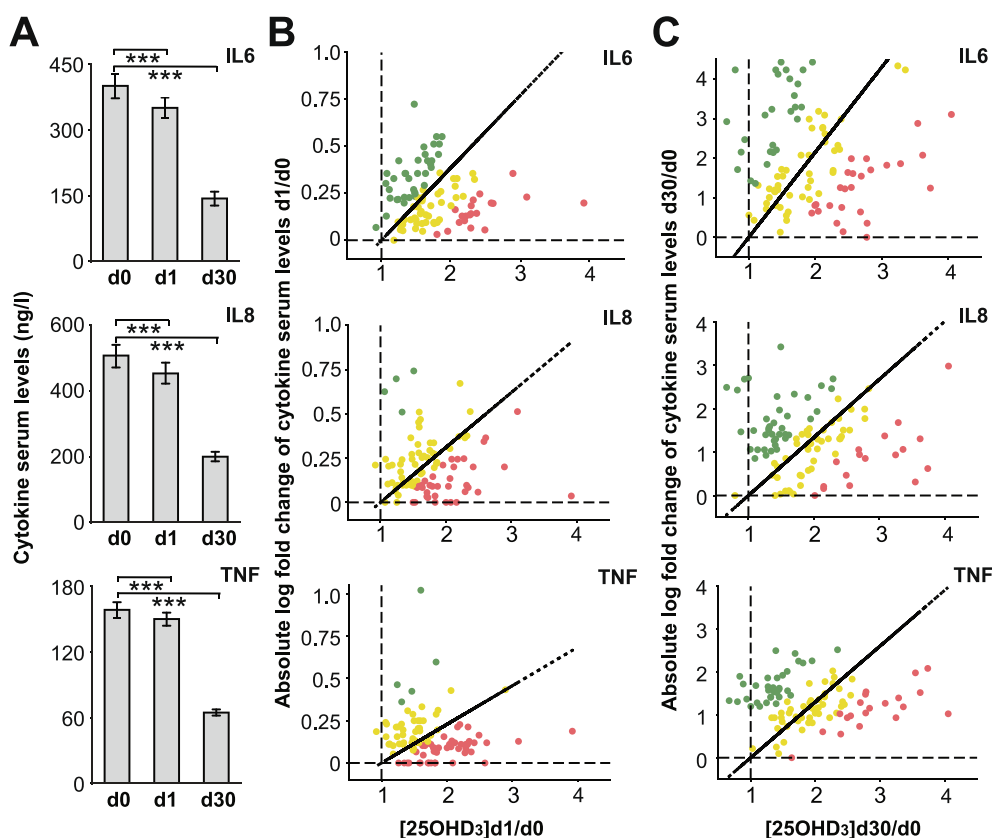 A
B
C
Cytokine serum levels (ng/l)
IL6
***
***
450
300
150
0
d0 d1 d30
IL8
***
***
600
400
200
0
d0 d1 d30
TNF
***
***
180
120
60
0
d0 d1 d30
Absolute log fold change of cytokine serum levels d1/d0
IL6
1.0
0.75
0.5
0.25
0
1 2 3 4
IL8
1.0
0.75
0.5
0.25
0
1 2 3 4
TNF
1.0
0.75
0.5
0.25
0
1 2 3 4
[25OHD3]d1/d0
Absolute log fold change of cytokine serum levels d30/d0
IL6
4
3
2
1
0
1 2 3 4
IL8
4
3
2
1
0
1 2 3 4
TNF
4
3
2
1
0
1 2 3 4
[25OHD3]d30/d0